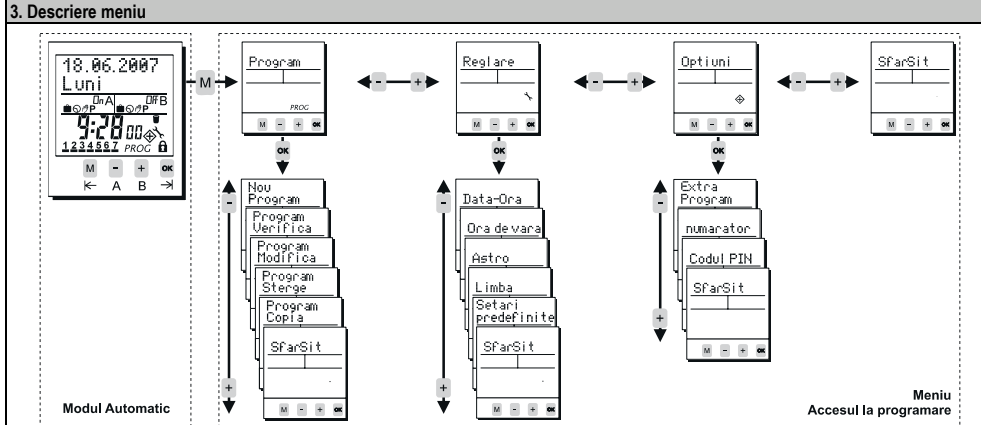 3. Descriere meniu
18.06.2007
Luni
On A Off B
P P
9:28 00
1234567 PROG
M - + OK
A B
Modul Automatic
M
Program
PROG
M - + OK
- +
Reglare
M - + OK
- +
Optiuni
M - + OK
- +
SfarSit
M - + OK
OK
-
Nou
Program
Program
Verifica
Program
Modifica
Program
Sterge
Program
Copia
SfarSit
M - + OK
+
OK
-
Data-Ora
Ora de vara
Astro
Limba
Setari
predefinite
SfarSit
M - + OK
+
OK
-
Extra
Program
numarator
Codul PIN
SfarSit
M - + OK
+
Meniu
Accesul la programare